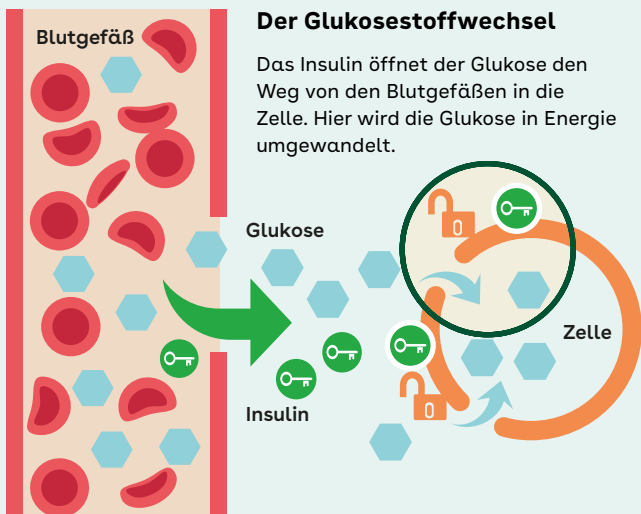 Der Glukosestoffwechsel
Das Insulin öffnet der Glukose den
Weg von den Blutgefäßen in die
Zelle. Hier wird die Glukose in Energie
umgewandelt.
Blutgefäß
Glukose
Zelle
Insulin